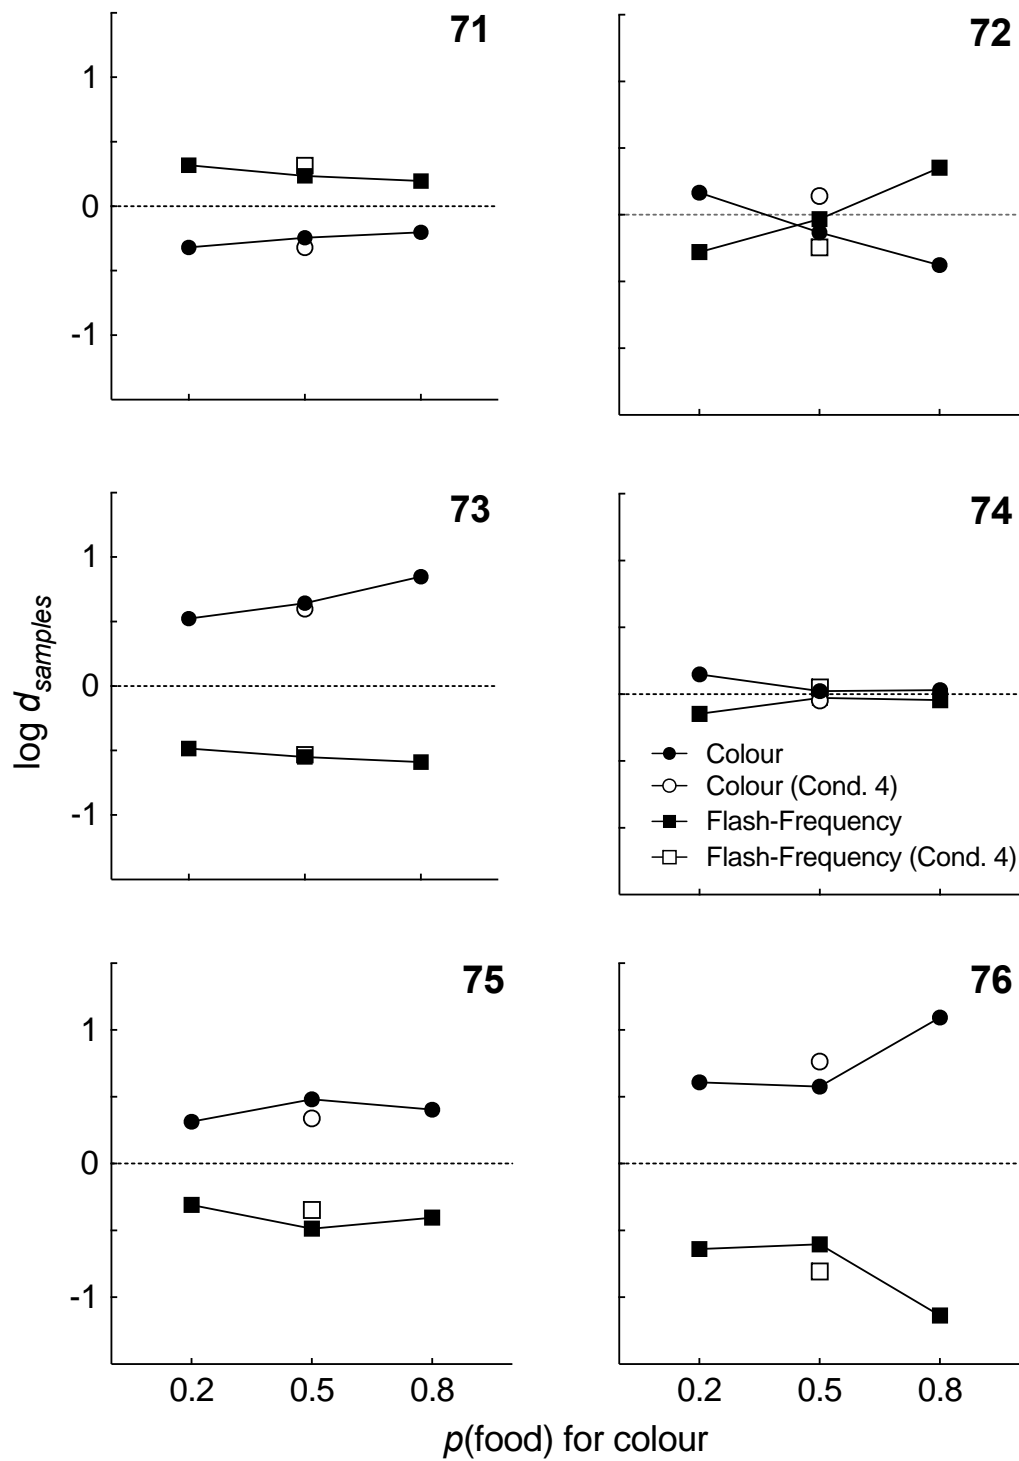 71
72
1
0
-1
73
74
1
0
-1
log d_samples
Colour
Colour (Cond. 4)
Flash-Frequency
Flash-Frequency (Cond. 4)
75
76
1
0
-1
0.2 0.5 0.8
0.2 0.5 0.8
p(food) for colour